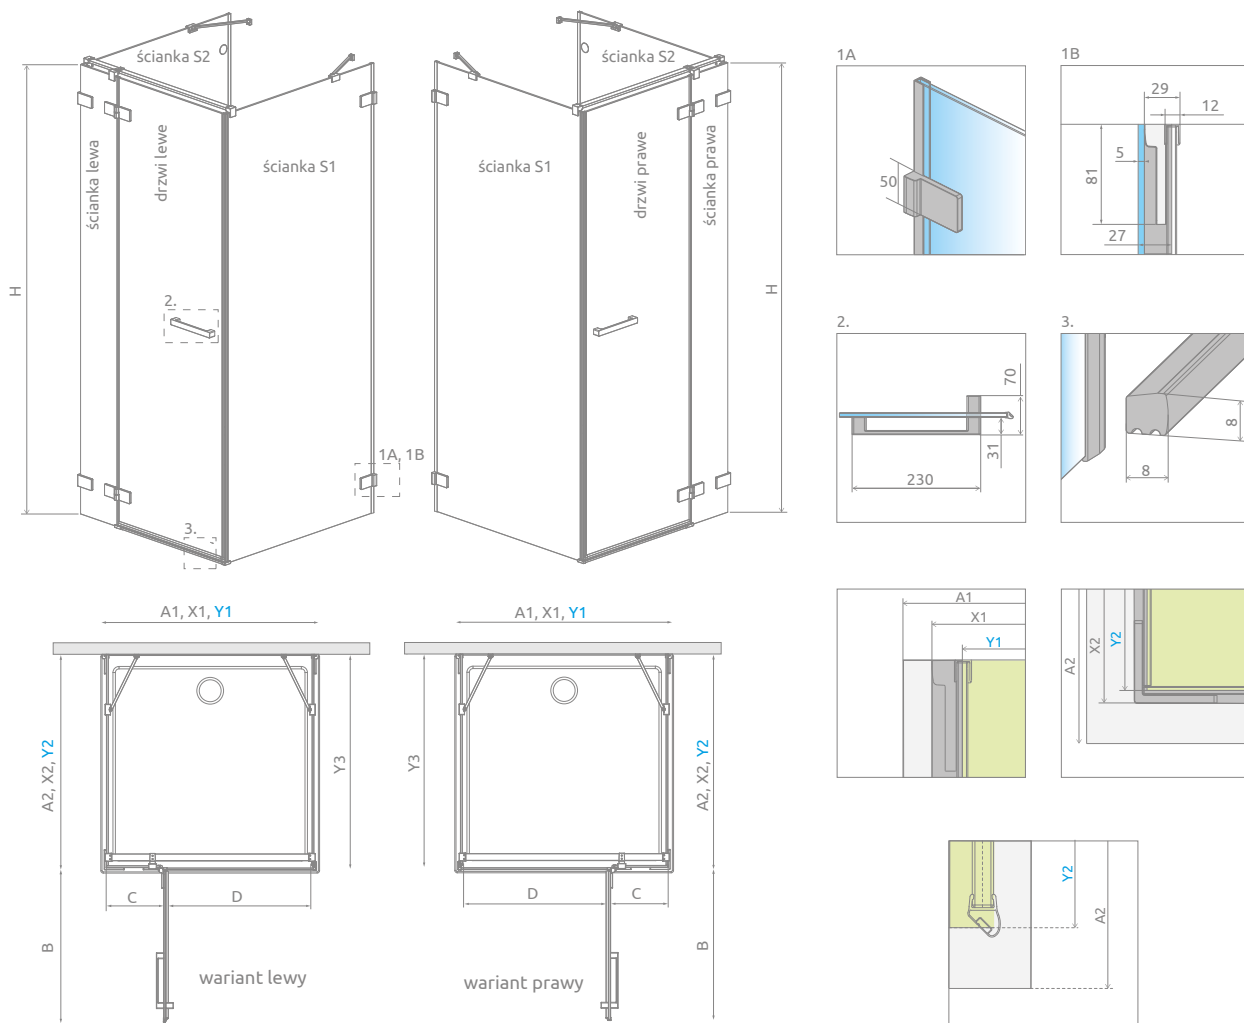 ścianka S2
ścianka lewa
drzwi lewe
ścianka S1
H
2.
1A, 1B
3.
ścianka S2
ścianka S1
drzwi prawe
ścianka prawa
H
1A
50
1B
29
12
5
81
27
2.
70
31
230
3.
8
8
A1, X1, Y1
A2, X2, Y2
Y3
C
D
B
wariant lewy
A1, X1, Y1
Y3
A2, X2, Y2
D
C
B
wariant prawy
A1
X1
Y1
A2
X2
Y2
Y2
A2